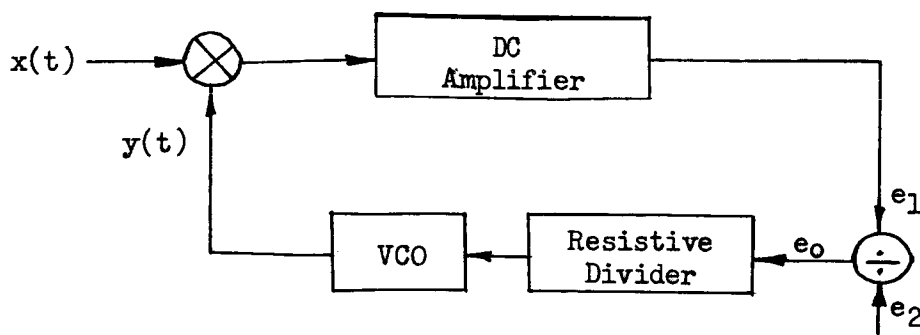 DC
Amplifier
x(t)
y(t)
e1
VCO
Resistive
Divider
eo
÷
e2